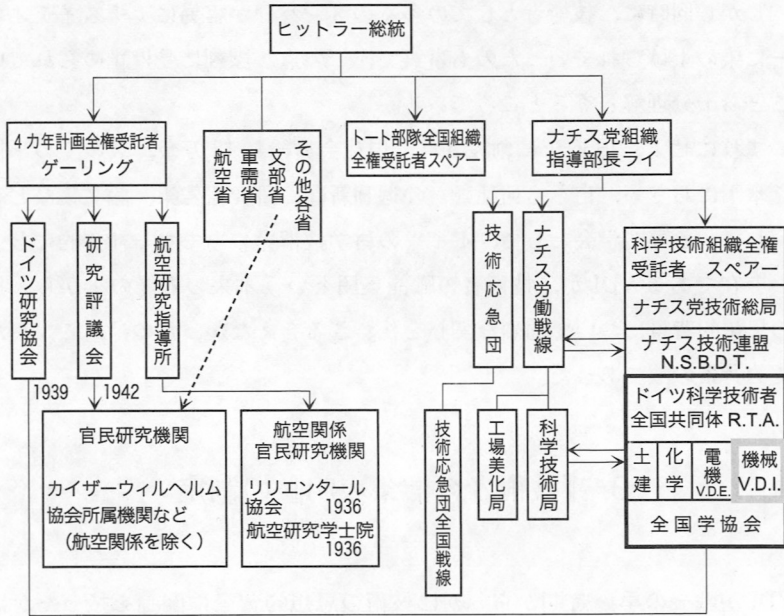 ヒットラー総統
4カ年計画全権受託者
ゲーリング
その他各省
文部省
軍需省
航空省
トート部隊全国組織
全権受託者スペアー
ナチス党組織
指導部長ライ
ドイツ研究協会
研究評議会
航空研究指導所
技術応急団
ナチス労働戦線
科学技術組織全権
受託者 スペアー
ナチス党技術総局
ナチス技術連盟
N.S.B.D.T.
ドイツ科学技術者
全国共同体 R.T.A.
土建
化学
電機
V.D.E.
機械
V.D.I.
全国学協会
1939
1942
官民研究機関
カイザーウィルヘルム
協会所属機関など
（航空関係を除く）
航空関係
官民研究機関
リリエンタール
協会 1936
航空研究学士院
1936
技術応急団全国戦線
工場美化局
科学技術局